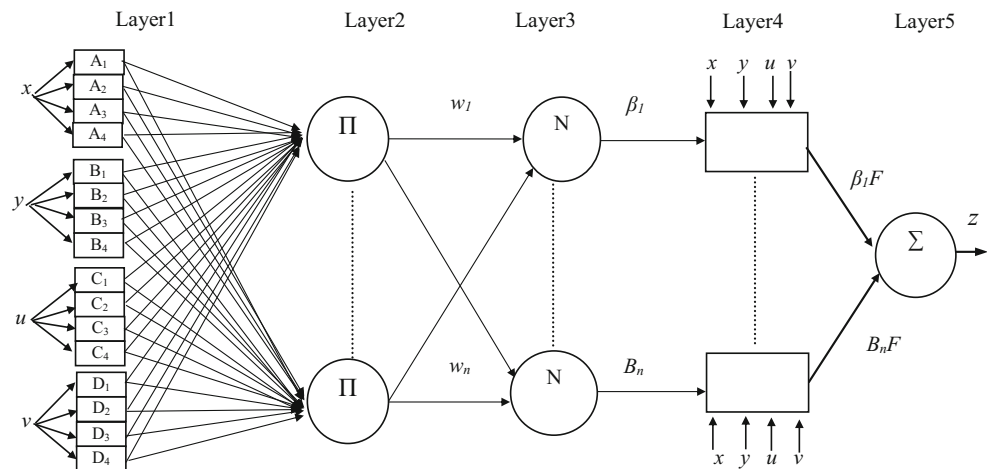 Layer1 Layer2 Layer3 Layer4 Layer5
x y u v
x
A1
A2
A3
A4
y
B1
B2
B3
B4
u
C1
C2
C3
C4
v
D1
D2
D3
D4
Π
Π
w1
wn
N
N
β1
Bn
x y u v
β1F
BnF
Σ
z